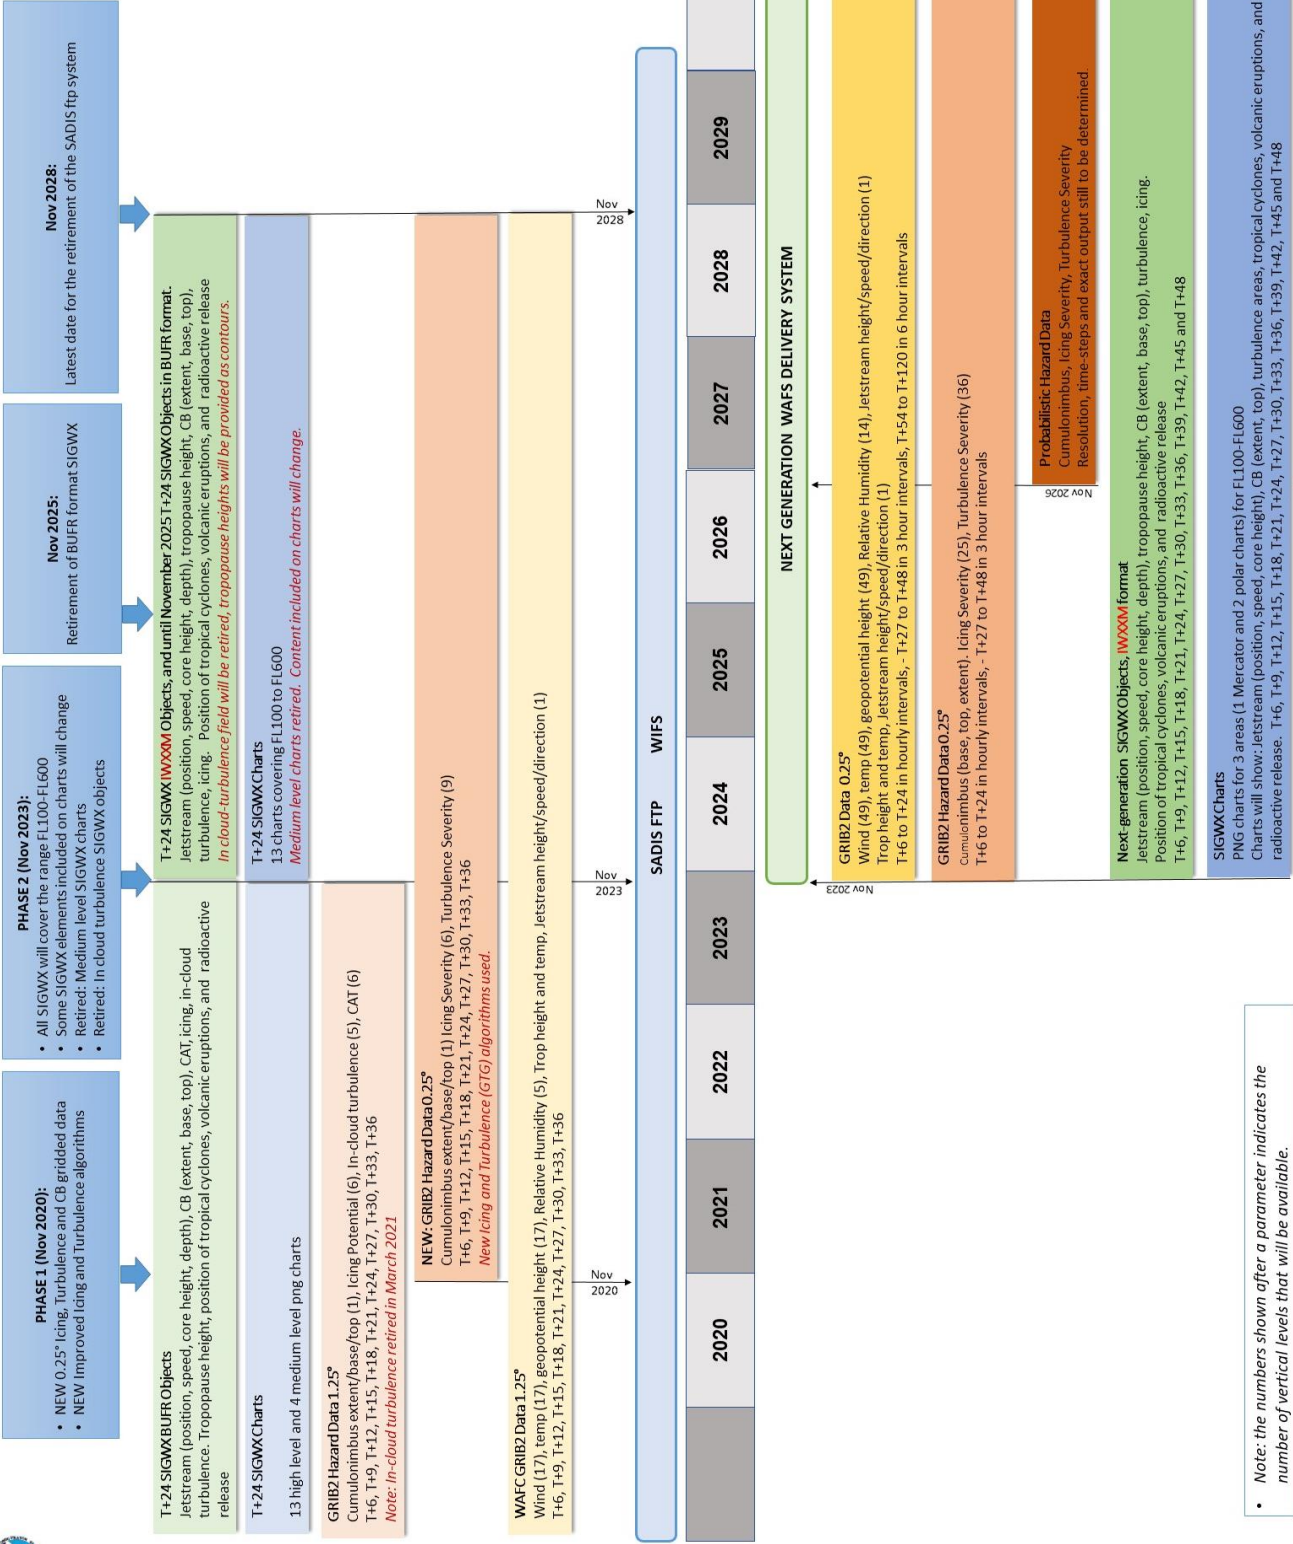 PHASE 1 (Nov 2020):
• NEW 0.25° Icing, Turbulence and CB gridded data
• NEW Improved Icing and Turbulence algorithms
PHASE 2 (Nov 2023):
• All SIGWX will cover the range FL100-FL600
• Some SIGWX elements included on charts will change
• Retired: Medium level SIGWX charts
• Retired: In cloud turbulence SIGWX objects
Nov 2025:
Retirement of BUFR format SIGWX
Nov 2028:
Latest date for the retirement of the SADIS ftp system
T+24 SIGWX BUFR Objects
Jetstream (position, speed, core height, depth), CB (extent, base, top), CAT, icing, in-cloud
turbulence. Tropopause height, position of tropical cyclones, volcanic eruptions, and radioactive
release
T+24 SIGWX IWXXM Objects, and until November 2025 T+24 SIGWX Objects in BUFR format.
Jetstream (position, speed, core height, depth), tropopause height, CB (extent, base, top),
turbulence, icing. Position of tropical cyclones, volcanic eruptions, and radioactive release
In cloud-turbulence field will be retired, tropopause heights will be provided as contours.
T+24 SIGWX Charts
13 high level and 4 medium level png charts
T+24 SIGWX Charts
13 charts covering FL100 to FL600
Medium level charts retired. Content included on charts will change.
GRIB2 Hazard Data 1.25°
Cumulonimbus extent/base/top (1), Icing Potential (6), In-cloud turbulence (5), CAT (6)
T+6, T+9, T+12, T+15, T+18, T+21, T+24, T+27, T+30, T+33, T+36
Note: In-cloud turbulence retired in March 2021
NEW: GRIB2 Hazard Data 0.25°
Cumulonimbus extent/base/top (1) Icing Severity (6), Turbulence Severity (9)
T+6, T+9, T+12, T+15, T+18, T+21, T+24, T+27, T+30, T+33, T+36
New Icing and Turbulence (GTG) algorithms used.
WAFC GRIB2 Data 1.25°
Wind (17), temp (17), geopotential height (17), Relative Humidity (5), Trop height and temp, Jetstream height/speed/direction (1)
T+6, T+9, T+12, T+15, T+18, T+21, T+24, T+27, T+30, T+33, T+36
Nov
2020
Nov
2023
Nov
2028
SADIS FTP WIFS
2020 2021 2022 2023 2024 2025 2026 2027 2028 2029
NEXT GENERATION WAFS DELIVERY SYSTEM
Nov 2023
Nov 2026
GRIB2 Data 0.25°
Wind (49), temp (49), geopotential height (49), Relative Humidity (14), Jetstream height/speed/direction (1)
Trop height and temp, Jetstream height/speed/direction (1)
T+6 to T+24 in hourly intervals, - T+27 to T+48 in 3 hour intervals, T+54 to T+120 in 6 hour intervals
GRIB2 Hazard Data 0.25°
Cumulonimbus (base, top, extent). Icing Severity (25), Turbulence Severity (36)
T+6 to T+24 in hourly intervals, - T+27 to T+48 in 3 hour intervals
Probabilistic Hazard Data
Cumulonimbus, Icing Severity, Turbulence Severity
Resolution, time-steps and exact output still to be determined.
Next-generation SIGWX Objects, IWXXM format
Jetstream (position, speed, core height, depth), tropopause height, CB (extent, base, top), turbulence, icing.
Position of tropical cyclones, volcanic eruptions, and radioactive release
T+6, T+9, T+12, T+15, T+18, T+21, T+24, T+27, T+30, T+33, T+36, T+39, T+42, T+45 and T+48
SIGWX Charts
PNG charts for 3 areas (1 Mercator and 2 polar charts) for FL100-FL600
Charts will show: Jetstream (position, speed, core height), CB (extent, top), turbulence areas, tropical cyclones, volcanic eruptions, and
radioactive release. T+6, T+9, T+12, T+15, T+18, T+21, T+24, T+27, T+30, T+33, T+36, T+39, T+42, T+45 and T+48
• Note: the numbers shown after a parameter indicates the
number of vertical levels that will be available.